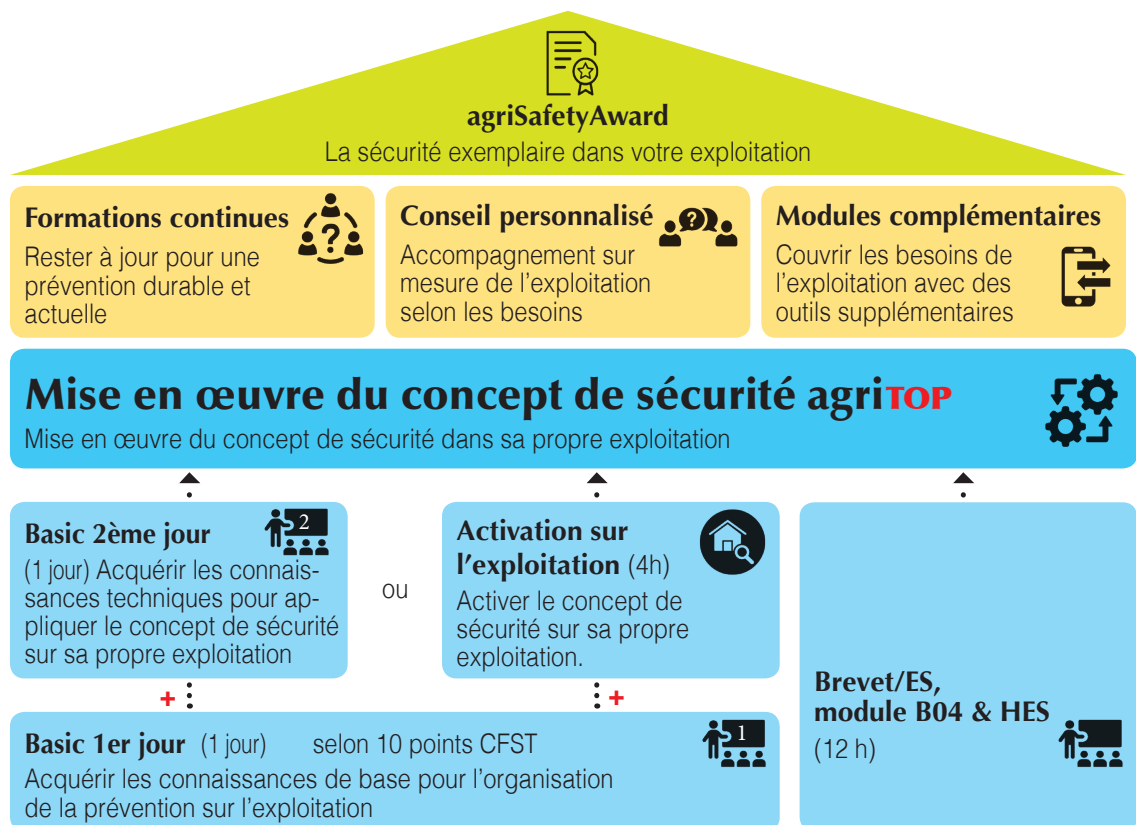 agriSafetyAward
La sécurité exemplaire dans votre exploitation
Formations continues
Rester à jour pour une
prévention durable et
actuelle
?
Conseil personnalisé
Accompagnement sur
mesure de l'exploitation
selon les besoins
?
Modules complémentaires
Couvrir les besoins de
l'exploitation avec des
outils supplémentaires
Mise en œuvre du concept de sécurité agriTOP
Mise en œuvre du concept de sécurité dans sa propre exploitation
Basic 2ème jour
2
(1 jour) Acquérir les connais-
sances techniques pour ap-
pliquer le concept de sécurité
sur sa propre exploitation
+
ou
Activation sur
l'exploitation (4h)
Activer le concept de
sécurité sur sa propre
exploitation.
+
Basic 1er jour (1 jour) selon 10 points CFST
1
Acquérir les connaissances de base pour l'organisation
de la prévention sur l'exploitation
Brevet/ES,
module B04 & HES
(12 h)